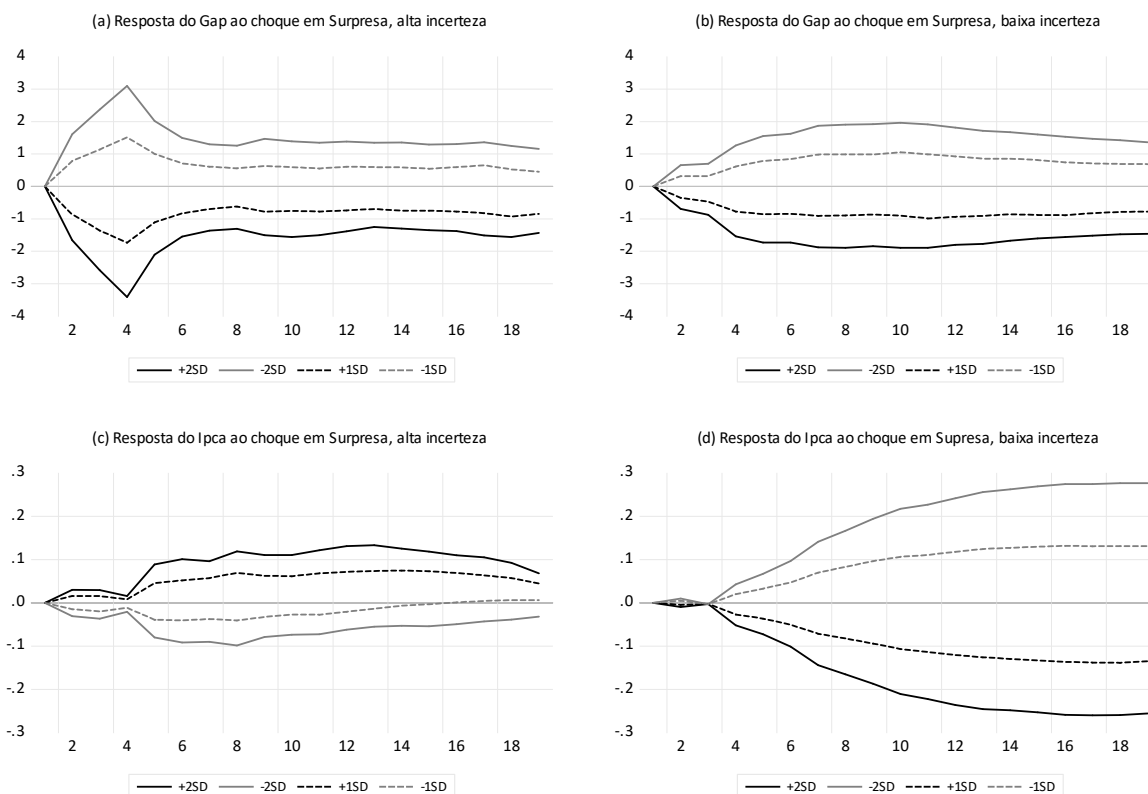 (a) Resposta do Gap ao choque em Surpresa, alta incerteza
4
3
2
1
0
-1
-2
-3
-4
2 4 6 8 10 12 14 16 18
+2SD -2SD +1SD -1SD
(b) Resposta do Gap ao choque em Surpresa, baixa incerteza
4
3
2
1
0
-1
-2
-3
-4
2 4 6 8 10 12 14 16 18
+2SD -2SD +1SD -1SD
(c) Resposta do Ipca ao choque em Surpresa, alta incerteza
.3
.2
.1
.0
-.1
-.2
-.3
2 4 6 8 10 12 14 16 18
+2SD -2SD +1SD -1SD
(d) Resposta do Ipca ao choque em Supresa, baixa incerteza
.3
.2
.1
.0
-.1
-.2
-.3
2 4 6 8 10 12 14 16 18
+2SD -2SD +1SD -1SD